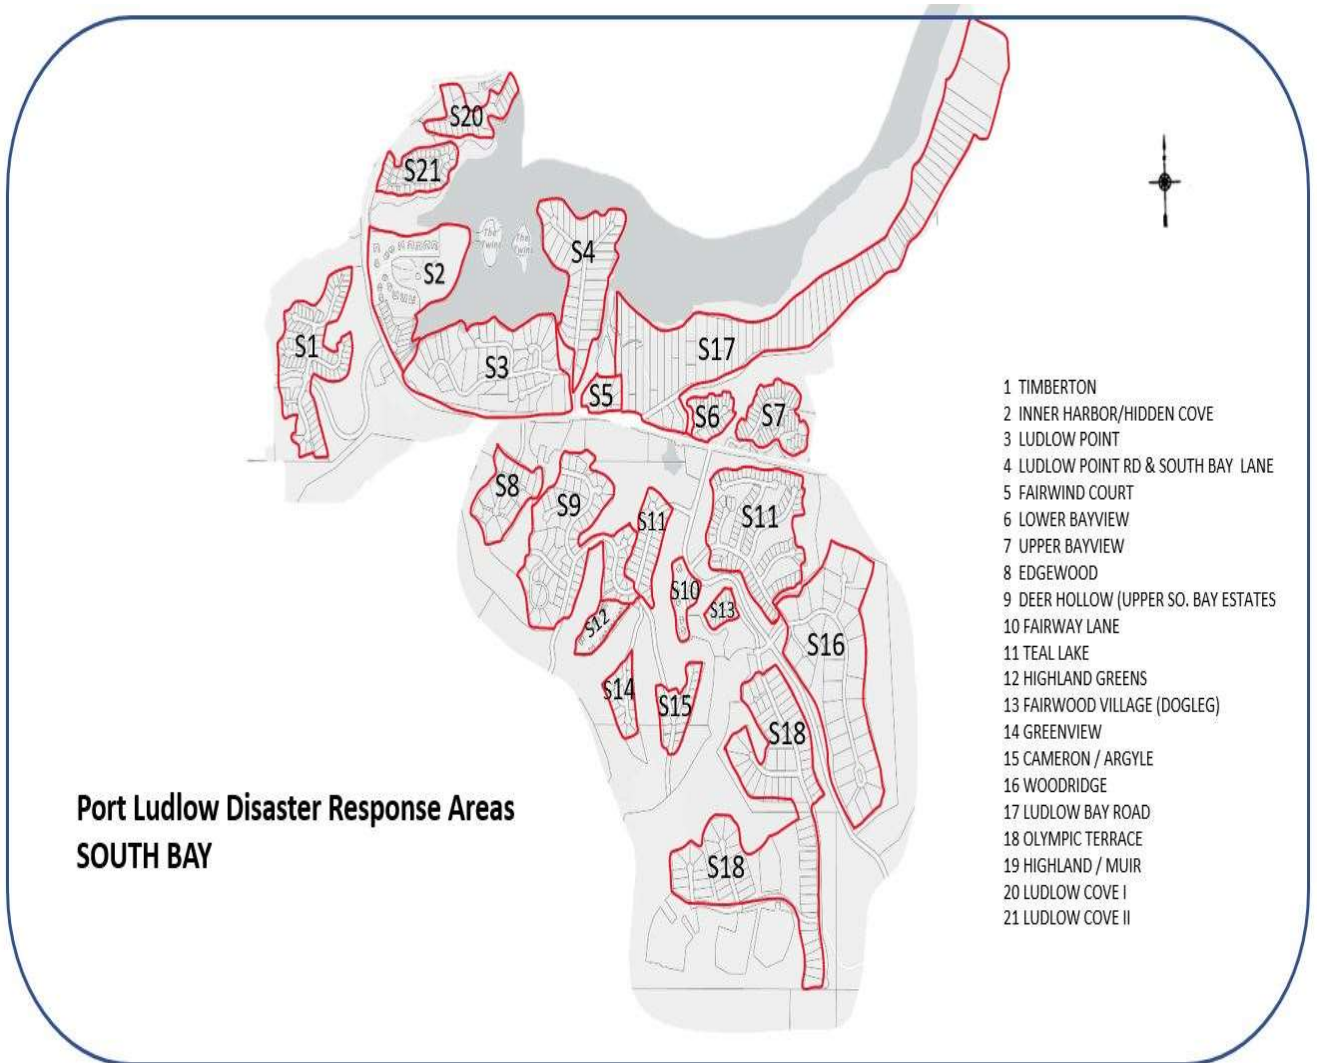 S20
S21
The
Twins
The
Twins
S4
S2
S1
S17
S3
S5
S6
S7
S8
S9
S11
S11
S10
S13
S12
S16
S14
S15
S18
S18
1 TIMBERTON
2 INNER HARBOR/HIDDEN COVE
3 LUDLOW POINT
4 LUDLOW POINT RD & SOUTH BAY LANE
5 FAIRWIND COURT
6 LOWER BAYVIEW
7 UPPER BAYVIEW
8 EDGEWOOD
9 DEER HOLLOW (UPPER SO. BAY ESTATES
10 FAIRWAY LANE
11 TEAL LAKE
12 HIGHLAND GREENS
13 FAIRWOOD VILLAGE (DOGLEG)
14 GREENVIEW
15 CAMERON / ARGYLE
16 WOODRIDGE
17 LUDLOW BAY ROAD
18 OLYMPIC TERRACE
19 HIGHLAND / MUIR
20 LUDLOW COVE I
21 LUDLOW COVE II
Port Ludlow Disaster Response Areas
SOUTH BAY